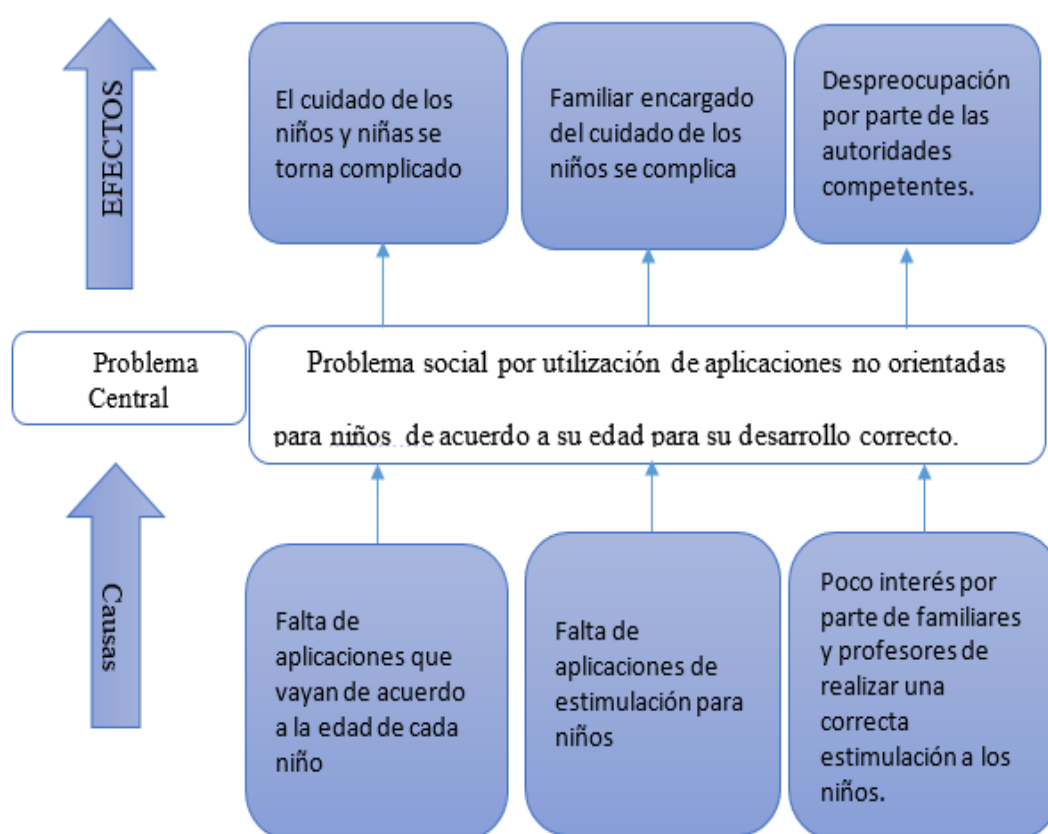 EFECTOS
El cuidado de los
niños y niñas se
torna complicado
Familiar encargado
del cuidado de los
niños se complica
Despreocupación
por parte de las
autoridades
competentes.
Problema
Central
Problema social por utilización de aplicaciones no orientadas
para niños de acuerdo a su edad para su desarrollo correcto.
Causas
Falta de
aplicaciones que
vayan de acuerdo
a la edad de cada
niño
Falta de
aplicaciones de
estimulación para
niños
Poco interés por
parte de familiares
y profesores de
realizar una
correcta
estimulación a los
niños.